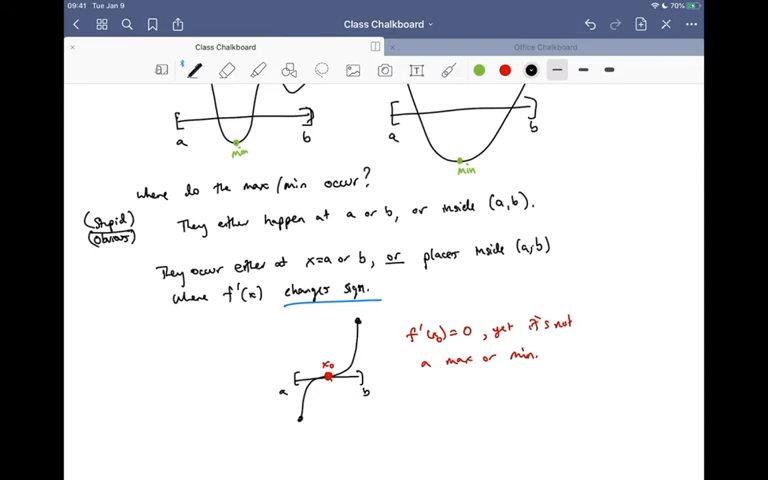 09:41 Tue Jan 9
70%
Class Chalkboard
Class Chalkboard
Office Chalkboard
a
b
min
a
b
min
where do the max/min occur?
(Stupid)
(Obvious)
They either happen at a or b, or inside (a,b).
They occur either at x=a or b, or places inside (a,b)
where f'(x) changes sign.
x₀
a
b
f'(x₀)=0, yet it's not
a max or min.